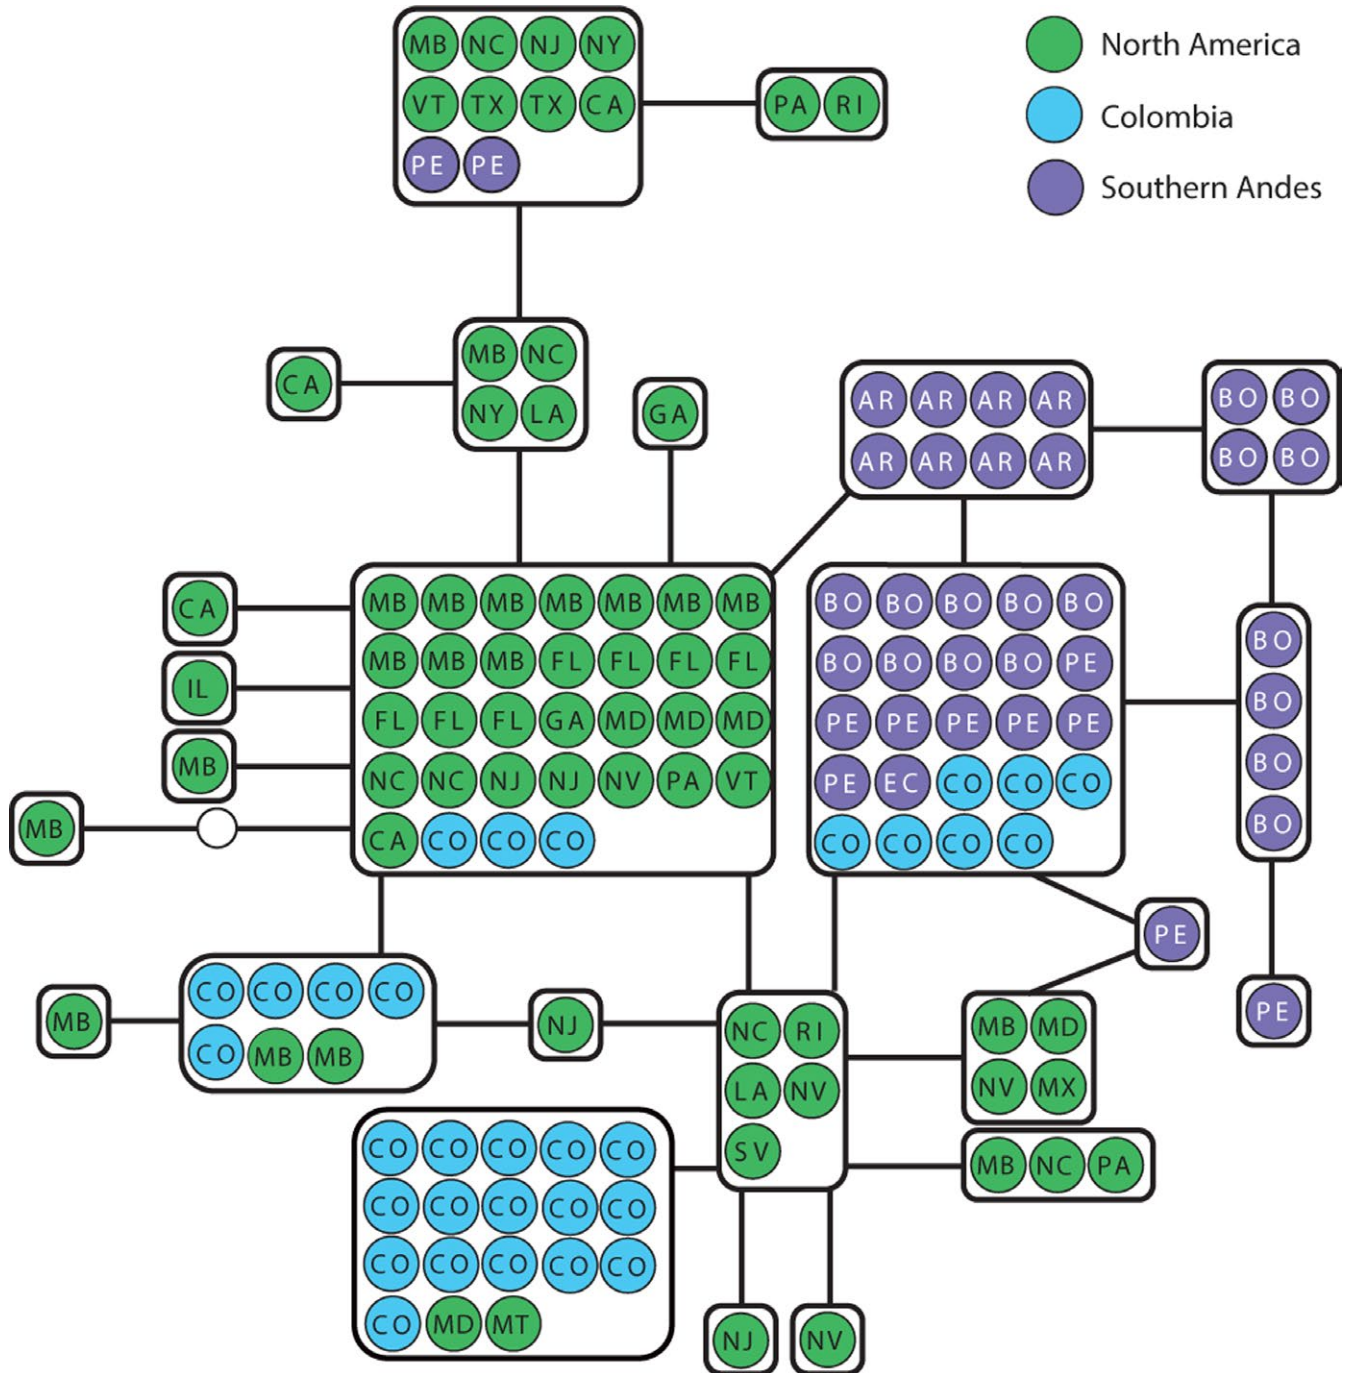 North America
Colombia
Southern Andes
MB NC NJ NY
VT TX TX CA
PE PE
PA RI
CA
MB NC
NY LA
GA
AR AR AR AR
AR AR AR AR
BO BO
BO BO
CA
IL
MB
MB
MB MB MB MB MB MB MB
MB MB MB FL FL FL FL
FL FL FL GA MD MD MD
NC NC NJ NJ NV PA VT
CA CO CO CO
BO BO BO BO BO
BO BO BO BO PE
PE PE PE PE PE
PE EC CO CO CO
CO CO CO CO
BO
BO
BO
BO
PE
PE
MB
CO CO CO CO
CO MB MB
NJ
NC RI
LA NV
SV
MB MD
NV MX
MB NC PA
CO CO CO CO CO
CO CO CO CO CO
CO CO CO CO CO
CO MD MT
NJ
NV